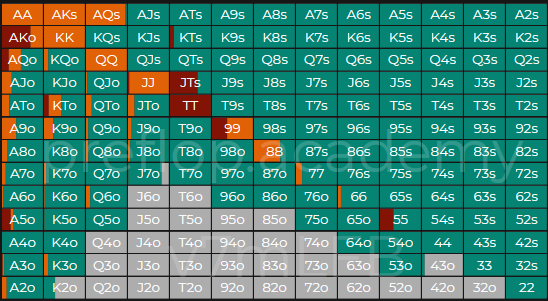 AA AKs AQs AJs ATs A9s A8s A7s A6s A5s A4s A3s A2s
AKo KK KQs KJs KTs K9s K8s K7s K6s K5s K4s K3s K2s
AQo KQo QQ QJs QTs Q9s Q8s Q7s Q6s Q5s Q4s Q3s Q2s
AJo KJo QJo JJ JTs J9s J8s J7s J6s J5s J4s J3s J2s
ATo KTo QTo JTo TT T9s T8s T7s T6s T5s T4s T3s T2s
A9o K9o Q9o J9o T9o 99 98s 97s 96s 95s 94s 93s 92s
A8o K8o Q8o J8o T8o 98o 88 87s 86s 85s 84s 83s 82s
preflop.academy
A7o K7o Q7o J7o T7o 97o 87o 77 76s 75s 74s 73s 72s
A6o K6o Q6o J6o T6o 96o 86o 76o 66 65s 64s 63s 62s
A5o K5o Q5o J5o T5o 95o 85o 75o 65o 55 54s 53s 52s
A4o K4o Q4o J4o T4o 94o 84o 74o 64o 54o 44 43s 42s
A3o K3o Q3o J3o T3o 93o 83o 73o 63o 53o 43o 33 32s
A2o K2o Q2o J2o T2o 92o 82o 72o 62o 52o 42o 32o 22